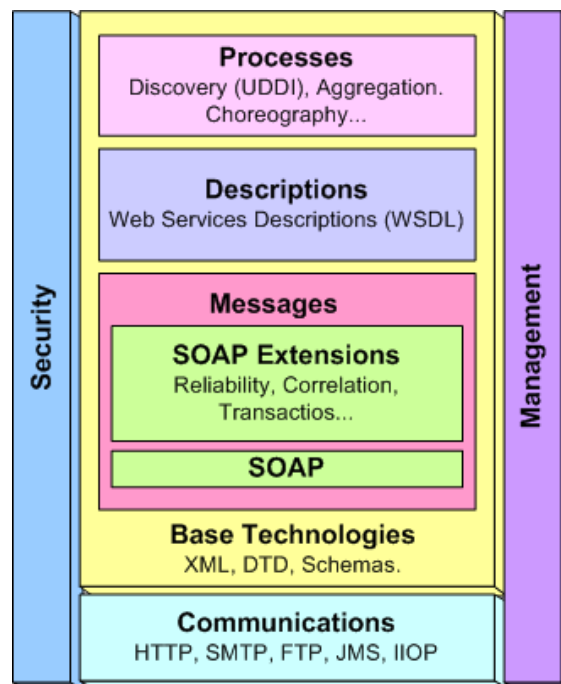 Security
Processes
Discovery (UDDI), Aggregation.
Choreography...
Descriptions
Web Services Descriptions (WSDL)
Messages
SOAP Extensions
Reliability, Correlation,
Transactios...
SOAP
Base Technologies
XML, DTD, Schemas.
Communications
HTTP, SMTP, FTP, JMS, IIOP
Management